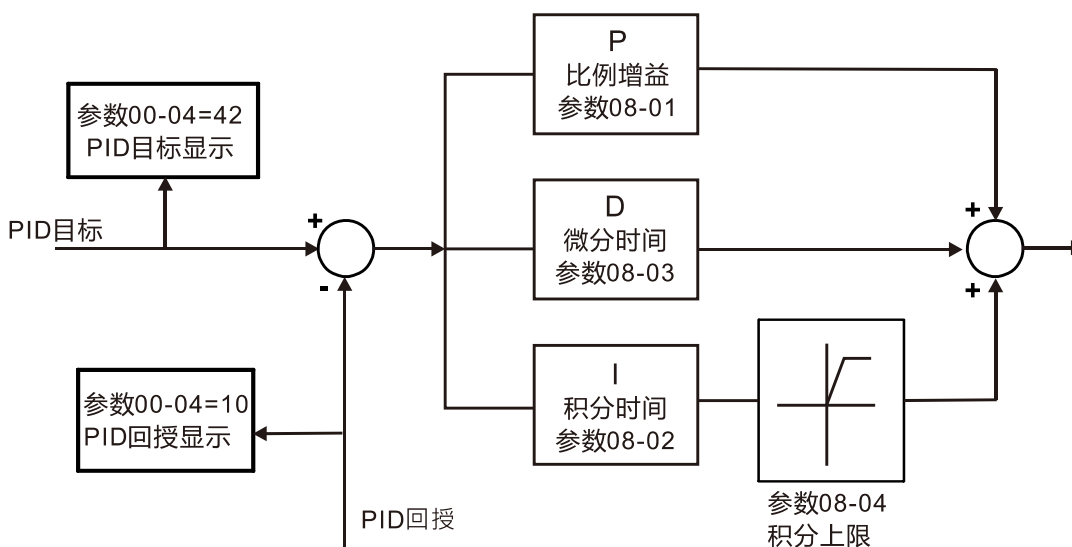 P
比例增益
参数08-01
参数00-04=42
PID目标显示
PID目标
+
-
D
微分时间
参数08-03
+
+
I
积分时间
参数08-02
参数00-04=10
PID回授显示
PID回授
参数08-04
积分上限